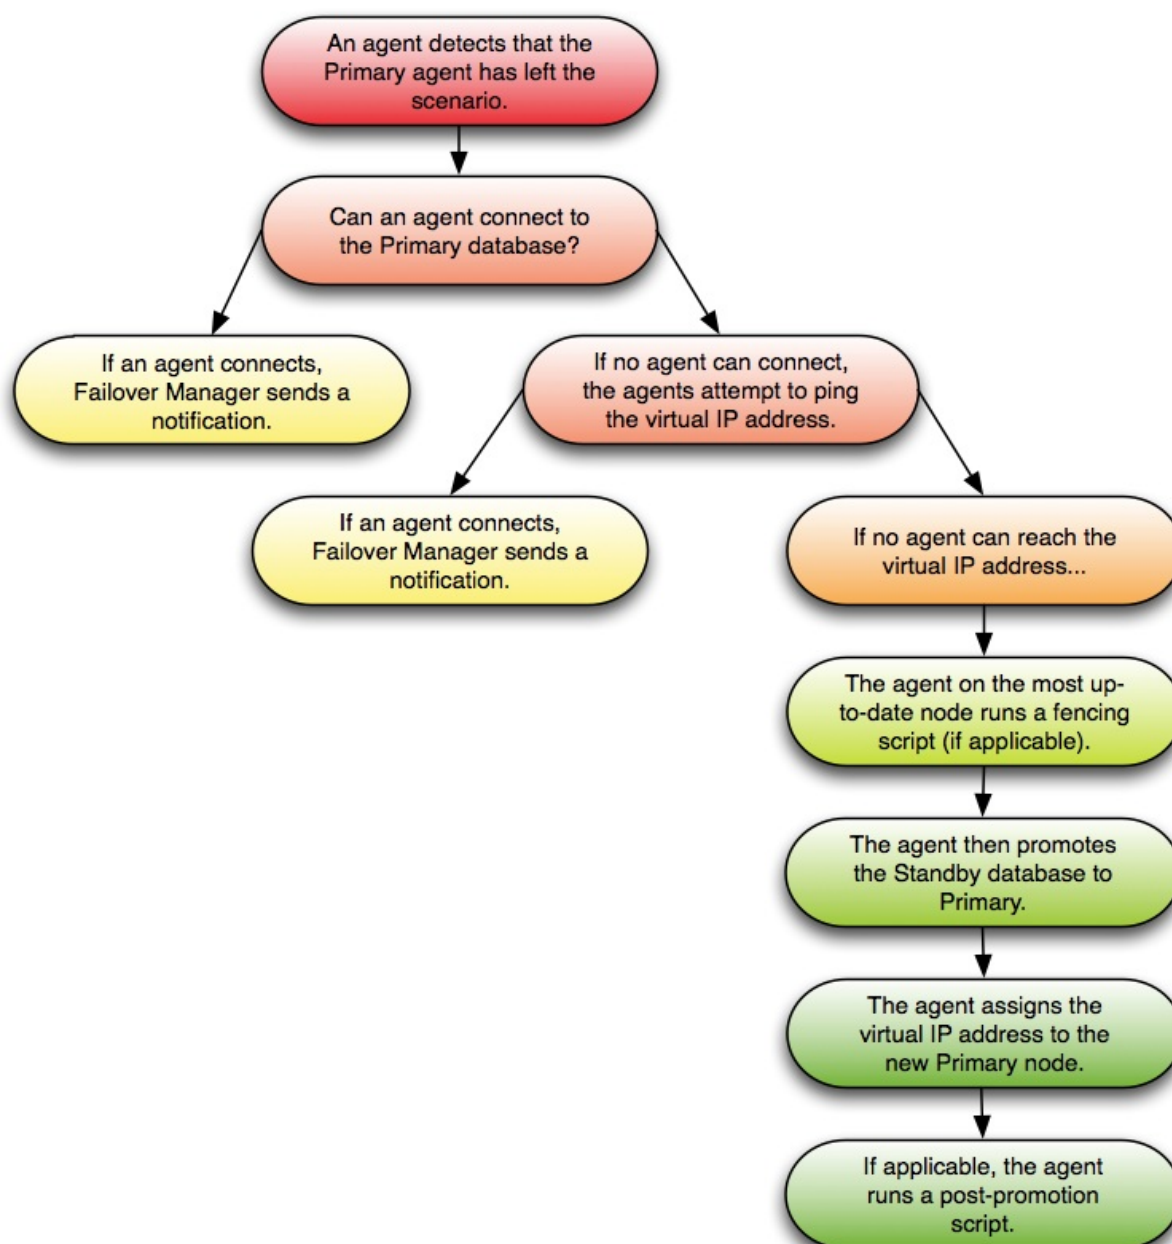 An agent detects that the
Primary agent has left the
scenario.
Can an agent connect to
the Primary database?
If an agent connects,
Failover Manager sends a
notification.
If no agent can connect,
the agents attempt to ping
the virtual IP address.
If an agent connects,
Failover Manager sends a
notification.
If no agent can reach the
virtual IP address...
The agent on the most up-
to-date node runs a fencing
script (if applicable).
The agent then promotes
the Standby database to
Primary.
The agent assigns the
virtual IP address to the
new Primary node.
If applicable, the agent
runs a post-promotion
script.